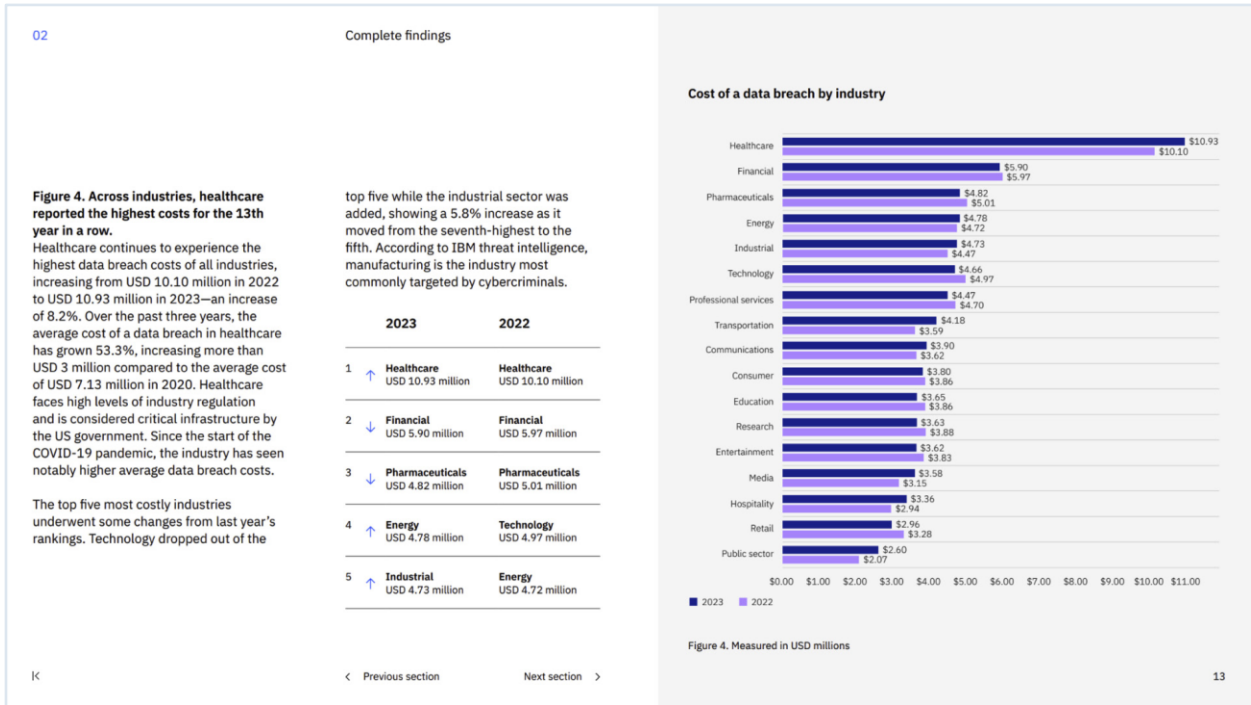 02
Complete findings
Figure 4. Across industries, healthcare
reported the highest costs for the 13th
year in a row.
Healthcare continues to experience the
highest data breach costs of all industries,
increasing from USD 10.10 million in 2022
to USD 10.93 million in 2023—an increase
of 8.2%. Over the past three years, the
average cost of a data breach in healthcare
has grown 53.3%, increasing more than
USD 3 million compared to the average cost
of USD 7.13 million in 2020. Healthcare
faces high levels of industry regulation
and is considered critical infrastructure by
the US government. Since the start of the
COVID-19 pandemic, the industry has seen
notably higher average data breach costs.
The top five most costly industries
underwent some changes from last year's
rankings. Technology dropped out of the
top five while the industrial sector was
added, showing a 5.8% increase as it
moved from the seventh-highest to the
fifth. According to IBM threat intelligence,
manufacturing is the industry most
commonly targeted by cybercriminals.
2023 2022
1 ↑ Healthcare Healthcare
USD 10.93 million USD 10.10 million
2 ↓ Financial Financial
USD 5.90 million USD 5.97 million
3 ↓ Pharmaceuticals Pharmaceuticals
USD 4.82 million USD 5.01 million
4 ↑ Energy Technology
USD 4.78 million USD 4.97 million
5 ↑ Industrial Energy
USD 4.73 million USD 4.72 million
< Previous section
Next section >
Cost of a data breach by industry
Healthcare $10.93
$10.10
Financial $5.90
$5.97
Pharmaceuticals $4.82
$5.01
Energy $4.78
$4.72
Industrial $4.73
$4.47
Technology $4.66
$4.97
Professional services $4.47
$4.70
Transportation $4.18
$3.59
Communications $3.90
$3.62
Consumer $3.80
$3.86
Education $3.65
$3.86
Research $3.63
$3.88
Entertainment $3.62
$3.83
Media $3.58
$3.15
Hospitality $3.36
$2.94
Retail $2.96
$3.28
Public sector $2.60
$2.07
$0.00 $1.00 $2.00 $3.00 $4.00 $5.00 $6.00 $7.00 $8.00 $9.00 $10.00 $11.00
2023 2022
Figure 4. Measured in USD millions
13